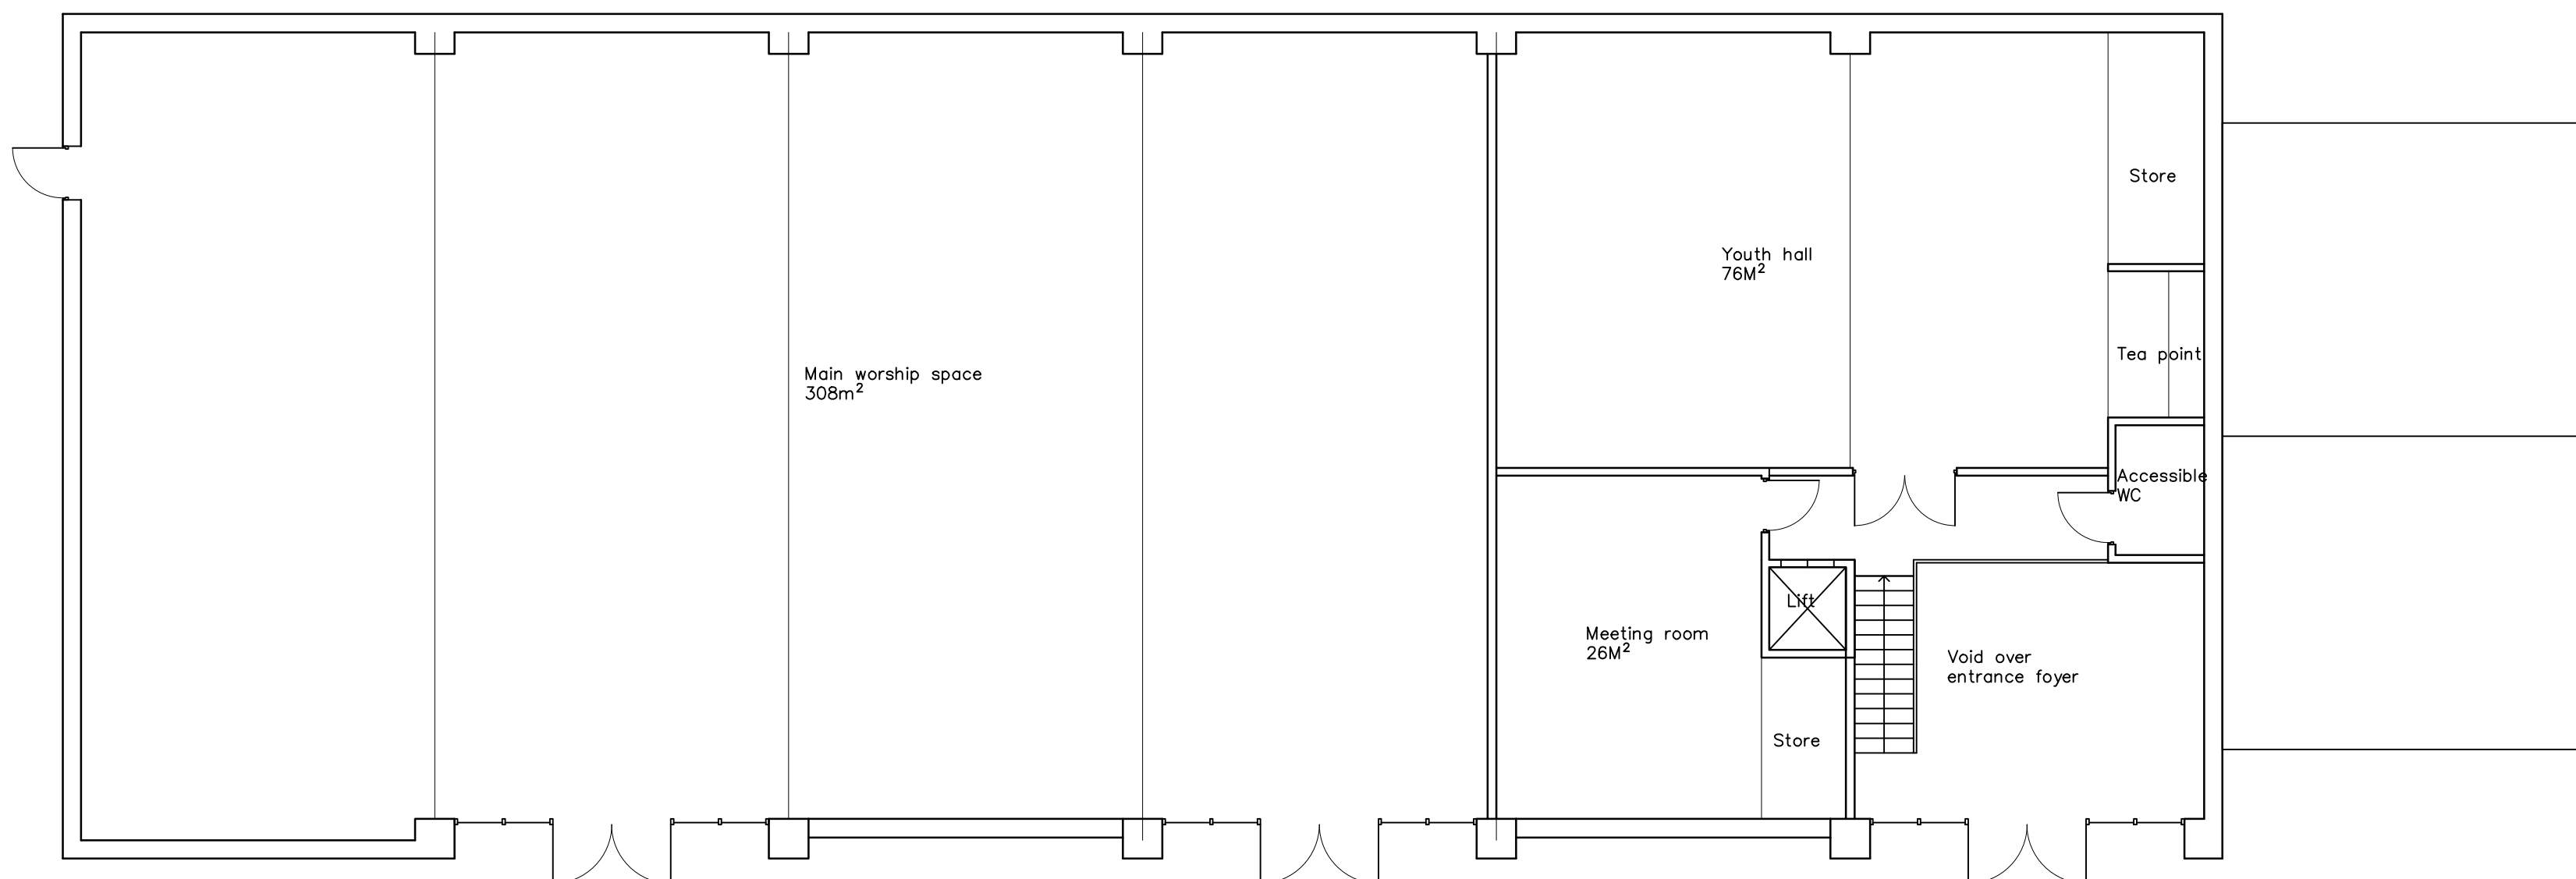 Store
Youth hall
76M²
Tea point
Main worship space
308m²
Accessible
WC
Lift
Meeting room
26M²
Void over
entrance foyer
Store